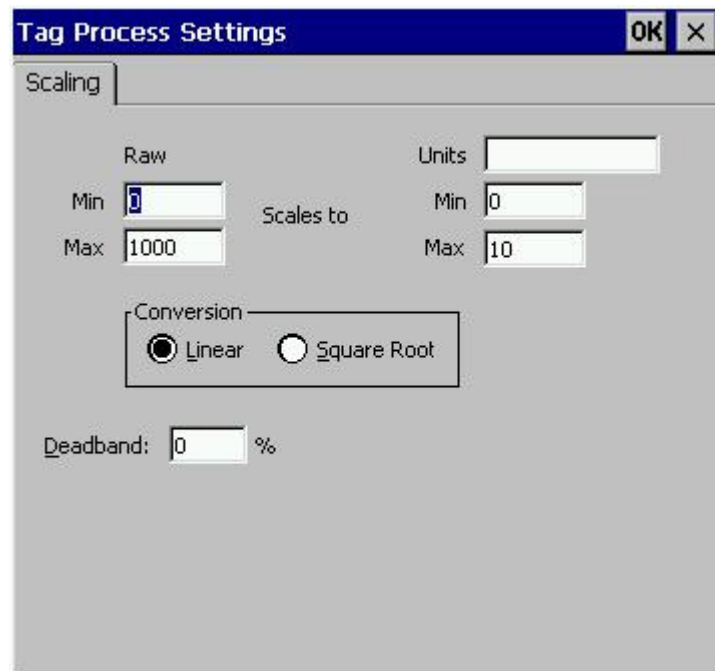 Tag Process Settings OK ×
Scaling
Raw Units
Min 0 Scales to Min 0
Max 1000 Max 10
Conversion
Linear Square Root
Deadband: 0 %